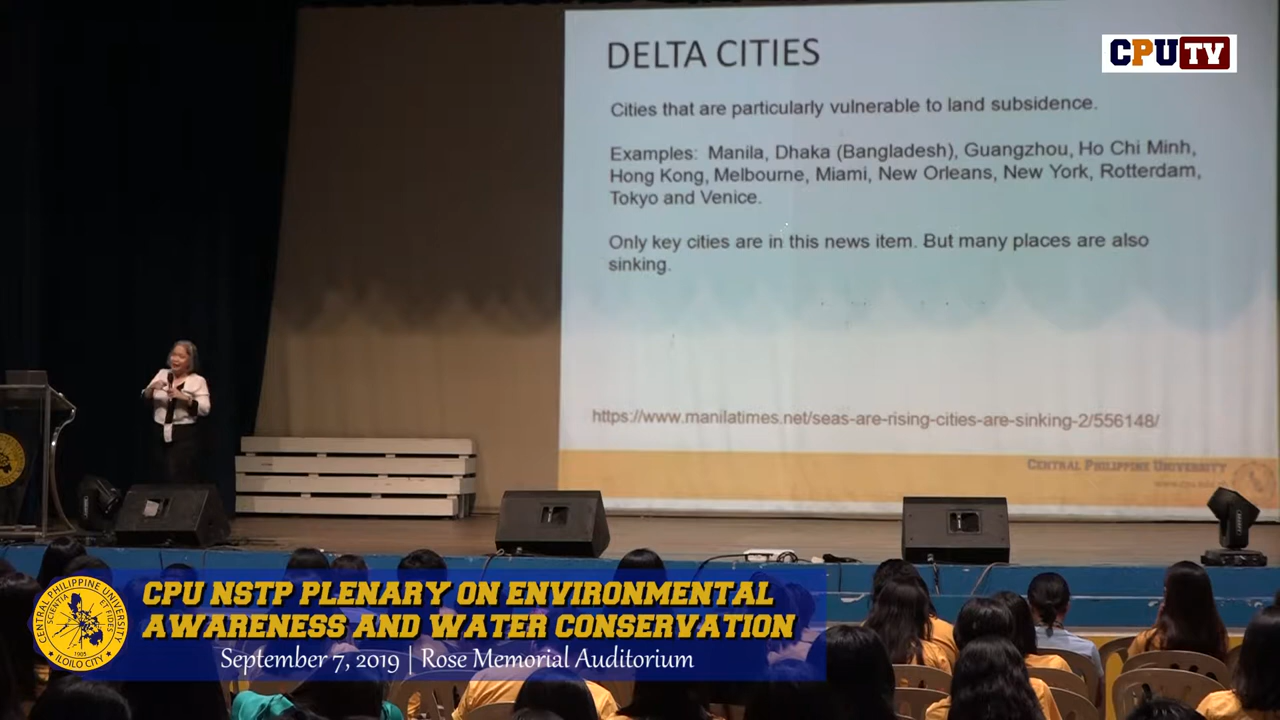 DELTA CITIES
CPUTV
Cities that are particularly vulnerable to land subsidence.
Examples: Manila, Dhaka (Bangladesh), Guangzhou, Ho Chi Minh,
Hong Kong, Melbourne, Miami, New Orleans, New York, Rotterdam,
Tokyo and Venice.
Only key cities are in this news item. But many places are also
sinking.
https://www.manilatimes.net/seas-are-rising-cities-are-sinking-2/556148/
CENTRAL PHILIPPINE UNIVERSITY
CPU NSTP PLENARY ON ENVIRONMENTAL
AWARENESS AND WATER CONSERVATION
September 7, 2019 | Rose Memorial Auditorium
CENTRAL PHILIPPINE UNIVERSITY
SCIENTIA ET FIDES
1905
ILOILO CITY